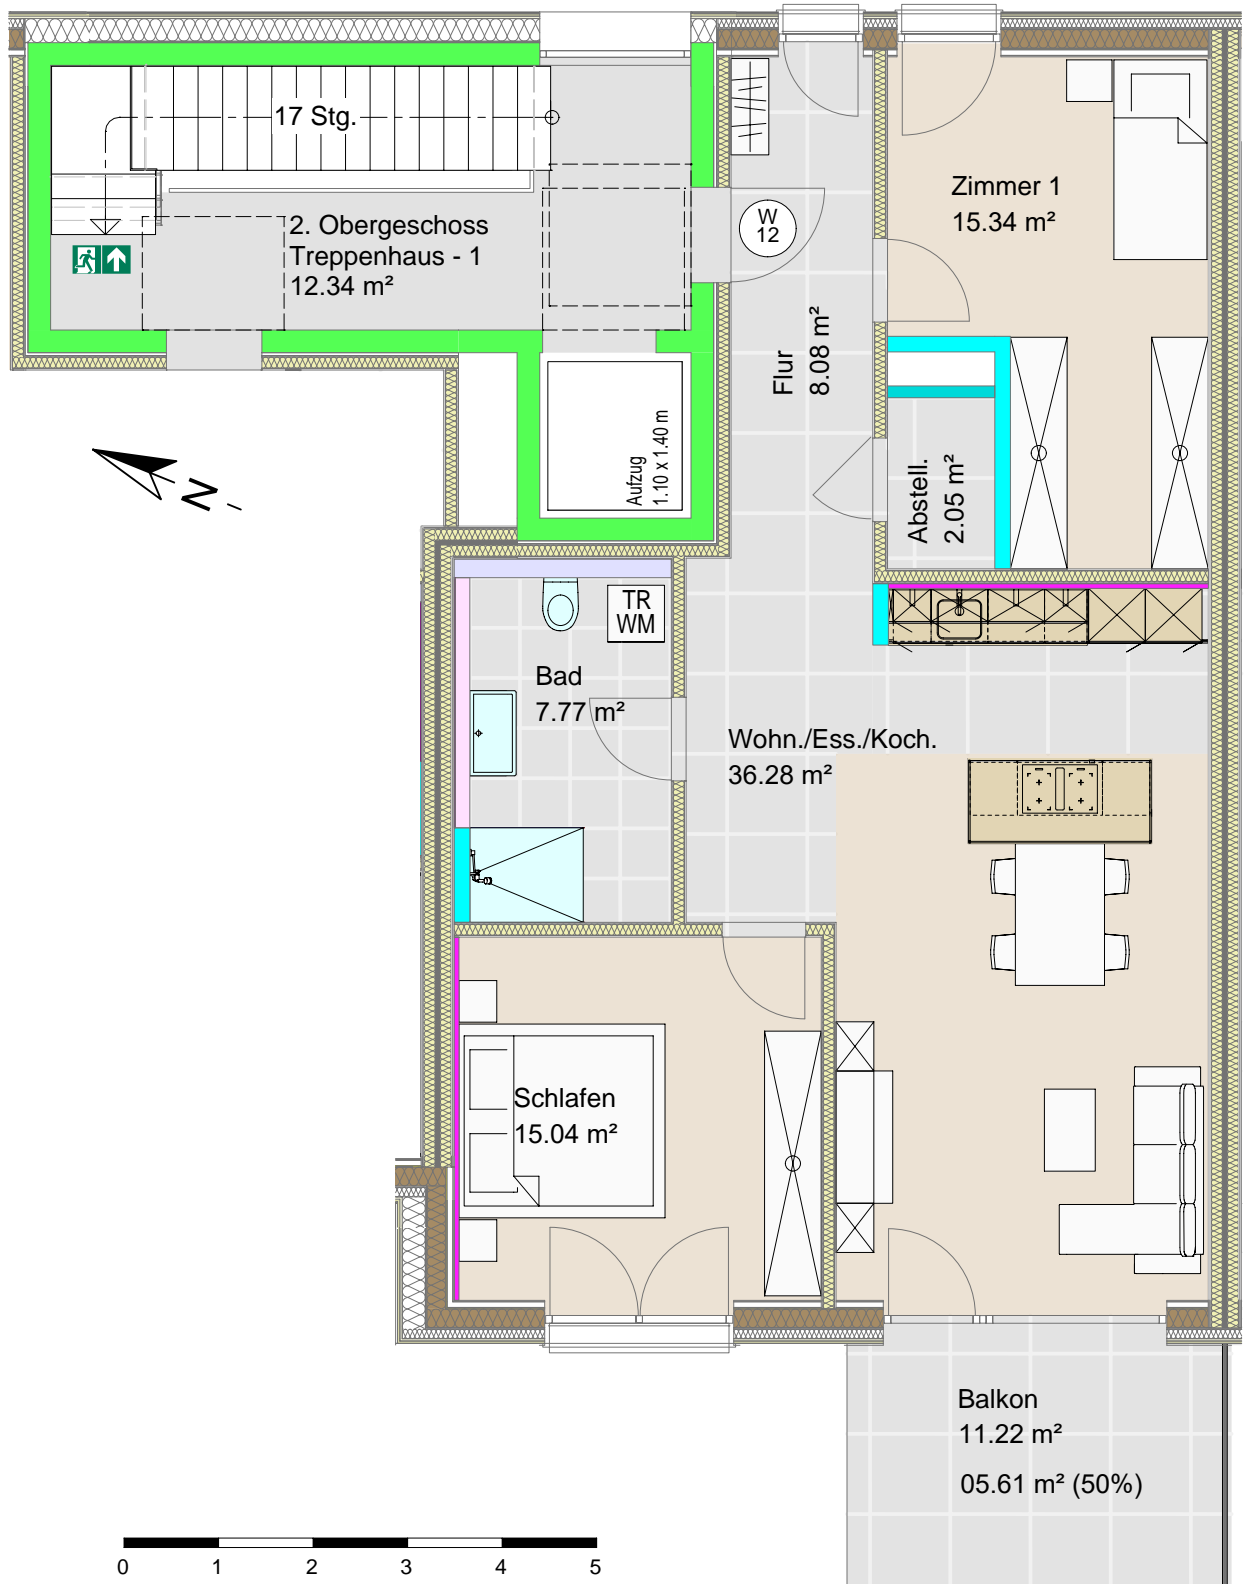 17 Stg.
2. Obergeschoss
Treppenhaus - 1
12.34 m²
W
12
Zimmer 1
15.34 m²
Flur
8.08 m²
Abstell.
2.05 m²
Aufzug
1.10 x 1.40 m
N
TR
WM
Bad
7.77 m²
Wohn./Ess./Koch.
36.28 m²
Schlafen
15.04 m²
Balkon
11.22 m²
05.61 m² (50%)
0 1 2 3 4 5